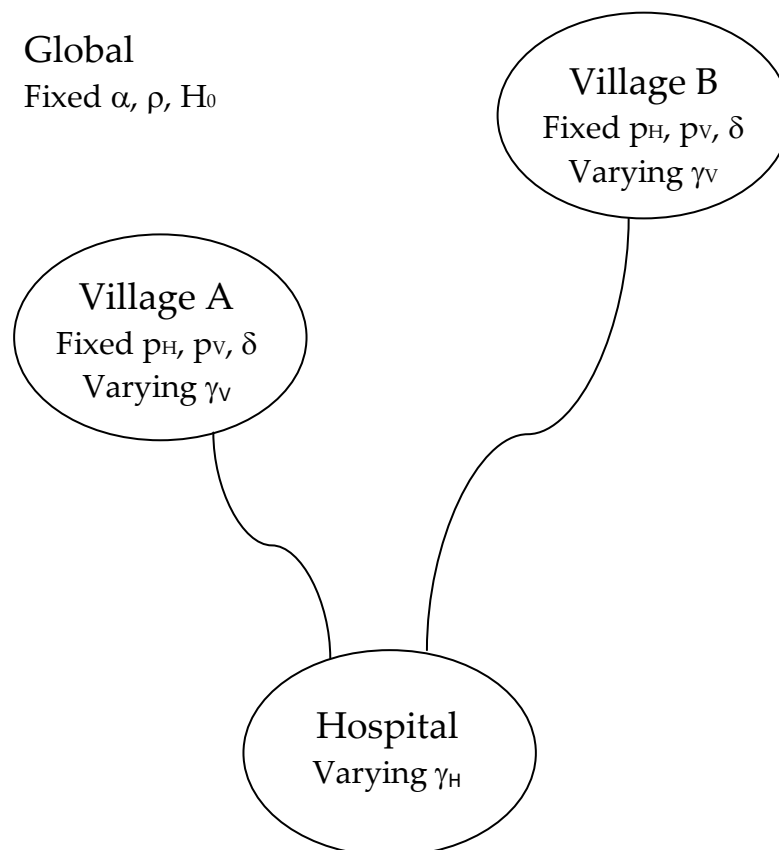 Global
Fixed α, ρ, H₀
Village B
Fixed pH, pV, δ
Varying γV
Village A
Fixed pH, pV, δ
Varying γV
Hospital
Varying γH